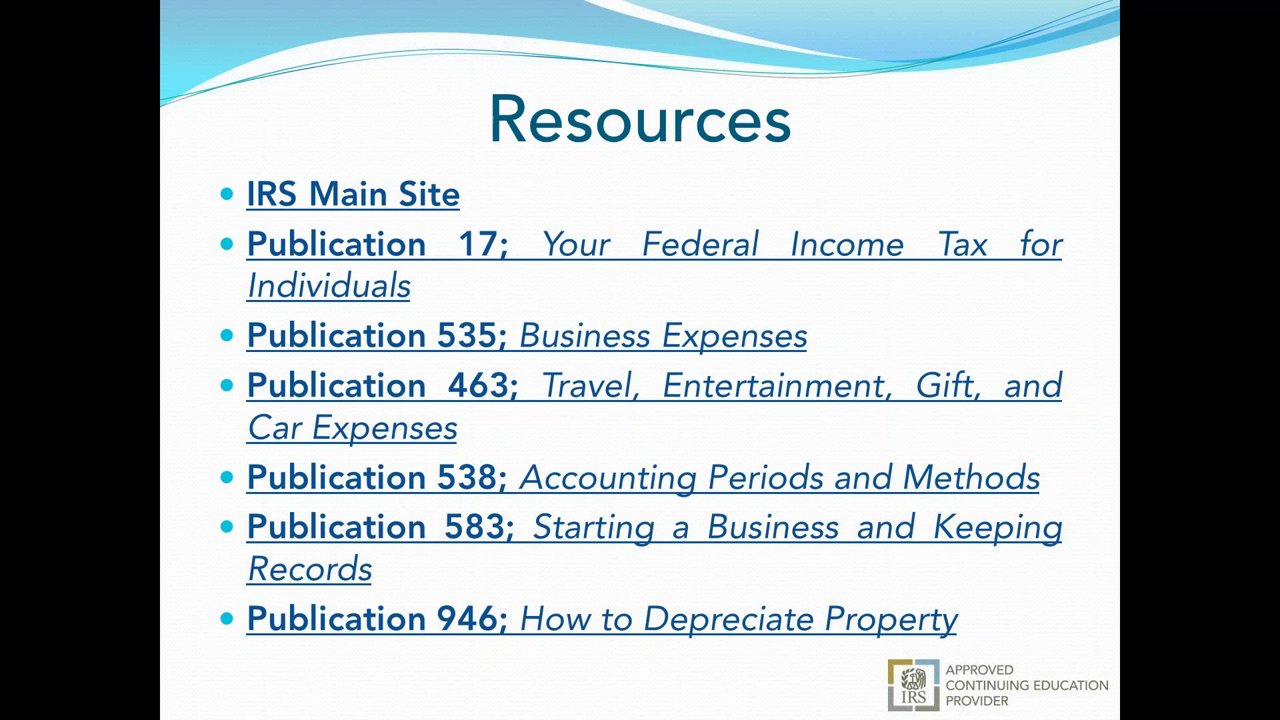 Resources
IRS Main Site
Publication 17; Your Federal Income Tax for
Individuals
Publication 535; Business Expenses
Publication 463; Travel, Entertainment, Gift, and
Car Expenses
Publication 538; Accounting Periods and Methods
Publication 583; Starting a Business and Keeping
Records
Publication 946; How to Depreciate Property
IRS
APPROVED
CONTINUING EDUCATION
PROVIDER